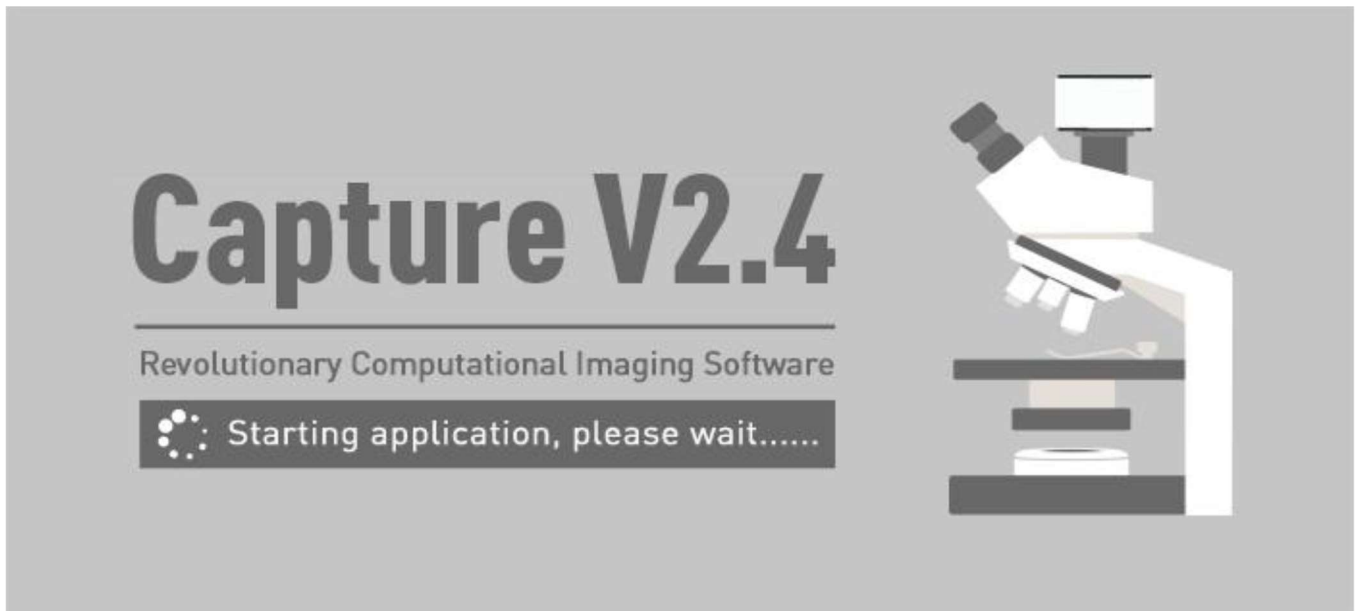 Capture V2.4
Revolutionary Computational Imaging Software
Starting application, please wait......